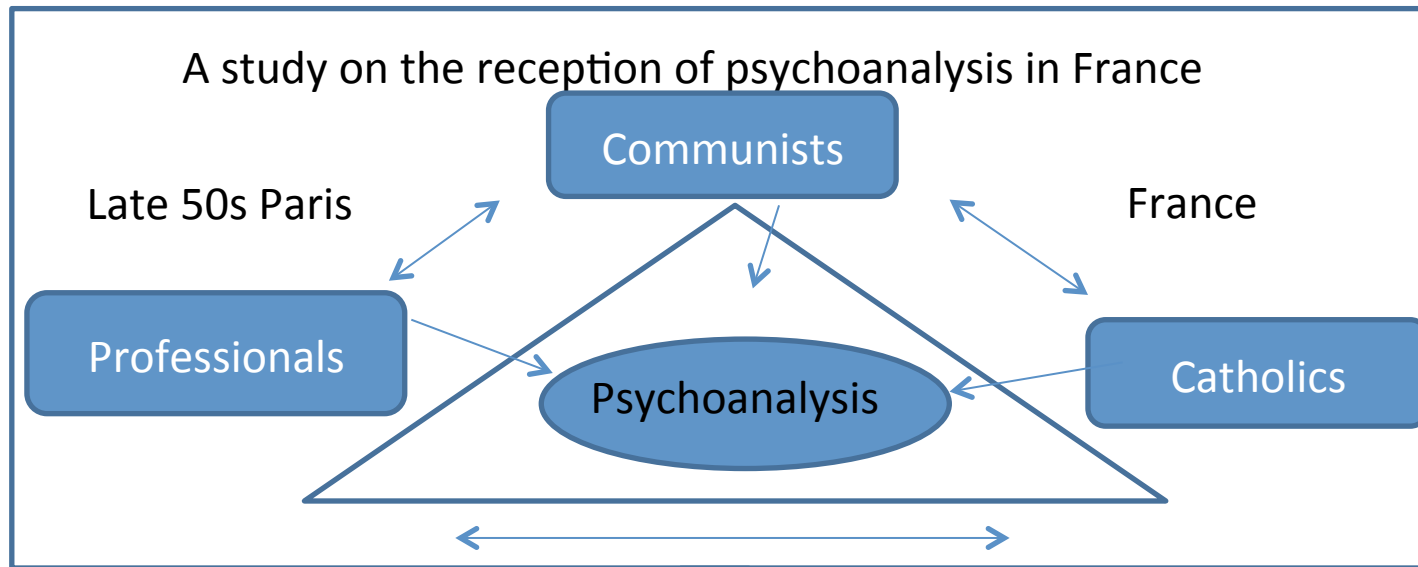 A study on the reception of psychoanalysis in France
Communists
Late 50s Paris
France
Professionals
Psychoanalysis
Catholics